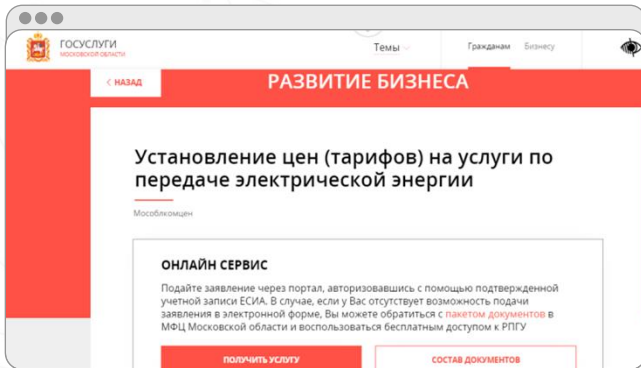 ГОСУСЛУГИ
МОСКОВСКОЙ ОБЛАСТИ
Темы
Гражданам
Бизнесу
< НАЗАД
РАЗВИТИЕ БИЗНЕСА
Установление цен (тарифов) на услуги по
передаче электрической энергии
Мособлкомцен
ОНЛАЙН СЕРВИС
Подайте заявление через портал, авторизовавшись с помощью подтвержденной
учетной записи ЕСИА. В случае, если у Вас отсутствует возможность подачи
заявления в электронной форме, Вы можете обратиться с пакетом документов в
МФЦ Московской области и воспользоваться бесплатным доступом к РПГУ
ПОЛУЧИТЬ УСЛУГУ
СОСТАВ ДОКУМЕНТОВ